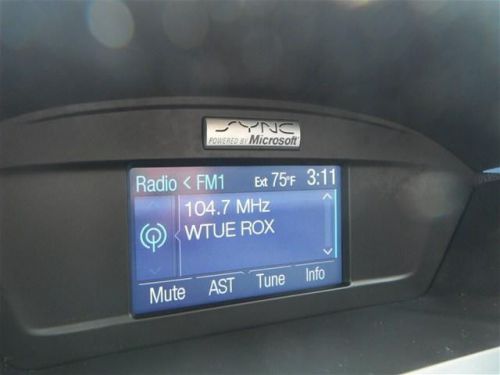 SYNC
POWERED BY Microsoft
Radio < FM1 Ext 75°F 3:11
104.7 MHz
WTUE ROX
Mute AST Tune Info